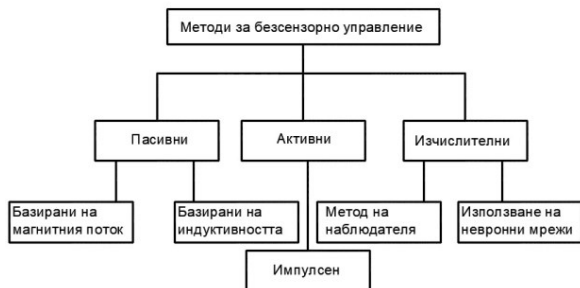 Методи за безсензорно управление
Пасивни
Активни
Изчислителни
Базирани на
магнитния поток
Базирани на
индуктивността
Метод на
наблюдателя
Използване на
невронни мрежи
Импулсен